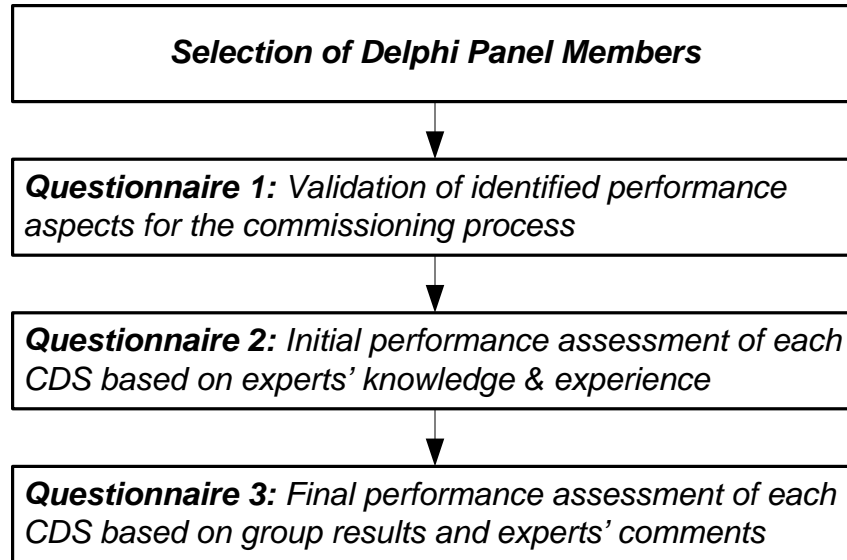 Selection of Delphi Panel Members
Questionnaire 1: Validation of identified performance
aspects for the commissioning process
Questionnaire 2: Initial performance assessment of each
CDS based on experts’ knowledge & experience
Questionnaire 3: Final performance assessment of each
CDS based on group results and experts’ comments